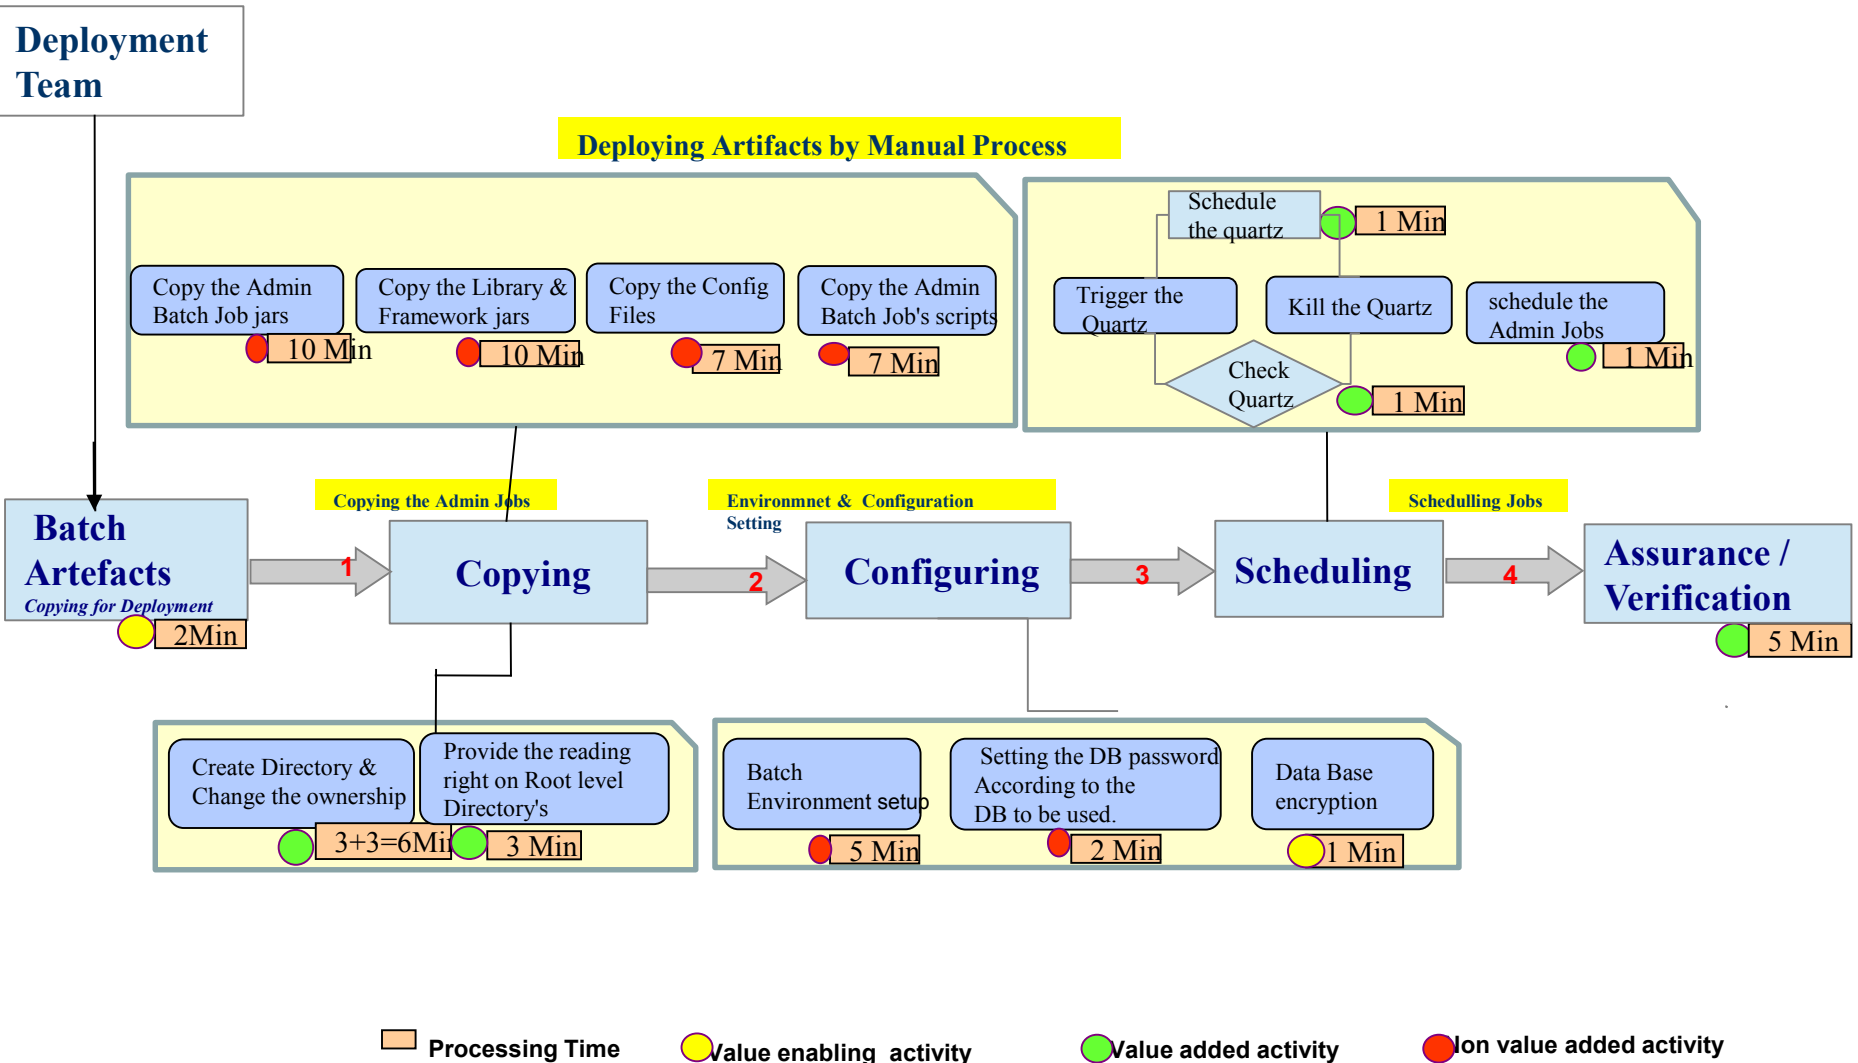 Deployment
Team
Deploying Artifacts by Manual Process
Copy the Admin
Batch Job jars
10 Min
Copy the Library &
Framework jars
10 Min
Copy the Config
Files
7 Min
Copy the Admin
Batch Job's scripts
7 Min
Schedule
the quartz
1 Min
Trigger the
Quartz
Kill the Quartz
schedule the
Admin Jobs
1 Min
Check
Quartz
1 Min
Copying the Admin Jobs
Environmnet & Configuration
Setting
Schedulling Jobs
Batch
Artefacts
Copying for Deployment
2Min
1
Copying
2
Configuring
3
Scheduling
4
Assurance /
Verification
5 Min
Create Directory &
Change the ownership
3+3=6Min
Provide the reading
right on Root level
Directory's
3 Min
Batch
Environment setup
5 Min
Setting the DB password
According to the
DB to be used.
2 Min
Data Base
encryption
1 Min
Processing Time
Value enabling activity
Value added activity
Non value added activity